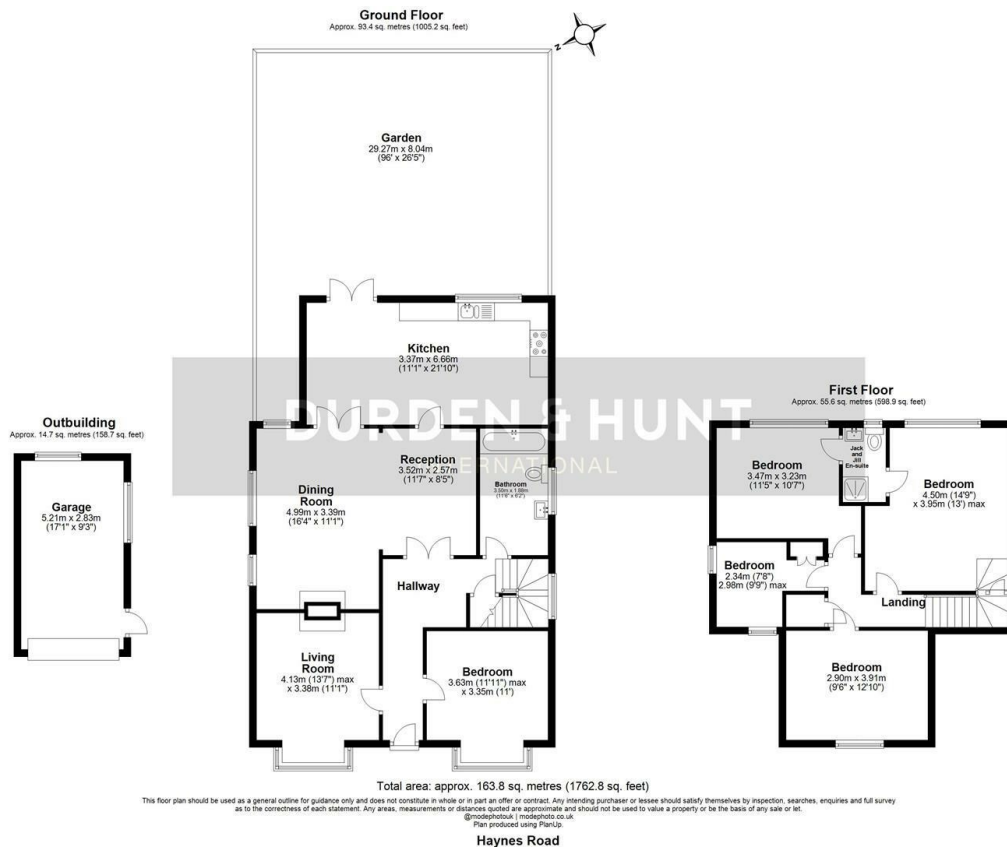 Ground Floor
Approx. 93.4 sq. metres (1005.2 sq. feet)
N
Garden
29.27m x 8.04m
(96' x 26'5")
Kitchen
3.37m x 6.66m
(11'1" x 21'10")
DURDEN & HUNT
INTERNATIONAL
Reception
3.52m x 2.57m
(11'7" x 8'5")
Dining
Room
4.99m x 3.39m
(16'4" x 11'1")
Bathroom
Hallway
Living
Room
4.13m (13'7") max
x 3.38m (11'1")
Bedroom
3.63m (11'11") max
x 3.35m (11')
Outbuilding
Approx. 14.7 sq. metres (158.7 sq. feet)
Garage
5.21m x 2.83m
(17'1" x 9'3")
First Floor
Approx. 55.6 sq. metres (598.9 sq. feet)
Bedroom
3.47m x 3.23m
(11'5" x 10'7")
Jack
and
Jill
En-suite
Bedroom
4.50m (14'9")
x 3.95m (13') max
Bedroom
2.34m (7'8")
2.98m (9'9") max
Landing
Bedroom
2.90m x 3.91m
(9'6" x 12'10")
Total area: approx. 163.8 sq. metres (1762.8 sq. feet)
This floor plan should be used as a general outline for guidance only and does not constitute in whole or in part an offer or contract. Any intending purchaser or lessee should satisfy themselves by inspection, searches, enquiries and full survey
as to the correctness of each statement. Any areas, measurements or distances quoted are approximate and should not be used to value a property or be the basis of any sale or let.
@modephotouk | modephoto.co.uk
Plan produced using PlanUp.
Haynes Road